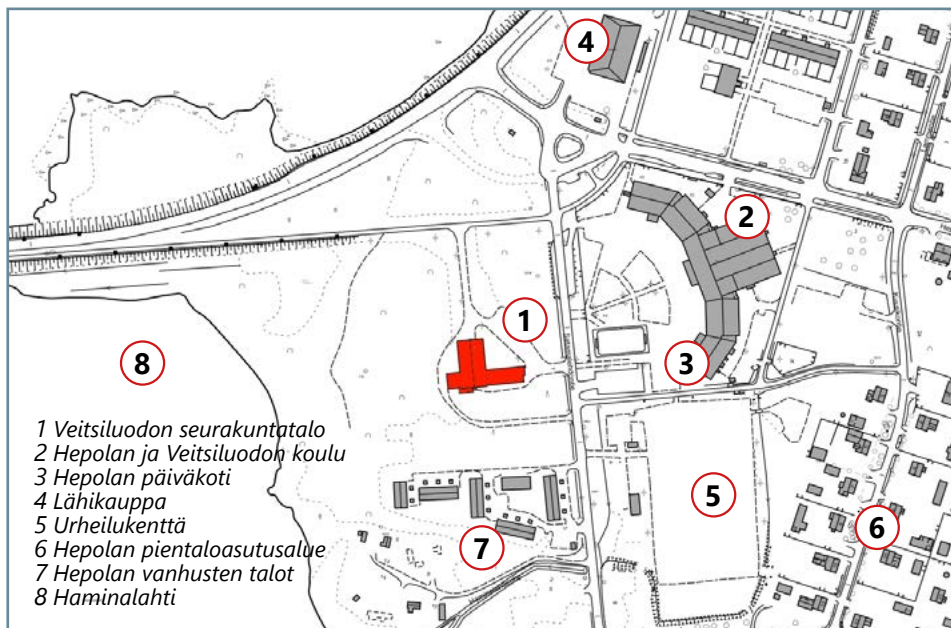 4
2
1
8
3
1 Veitsiluodon seurakuntatalo
2 Hepolan ja Veitsiluodon koulu
3 Hepolan päiväkoti
4 Lähikauppa
5 Urheilukenttä
6 Hepolan pientaloasutusalue
7 Hepolan vanhusten talot
8 Haminalahti
5
6
7